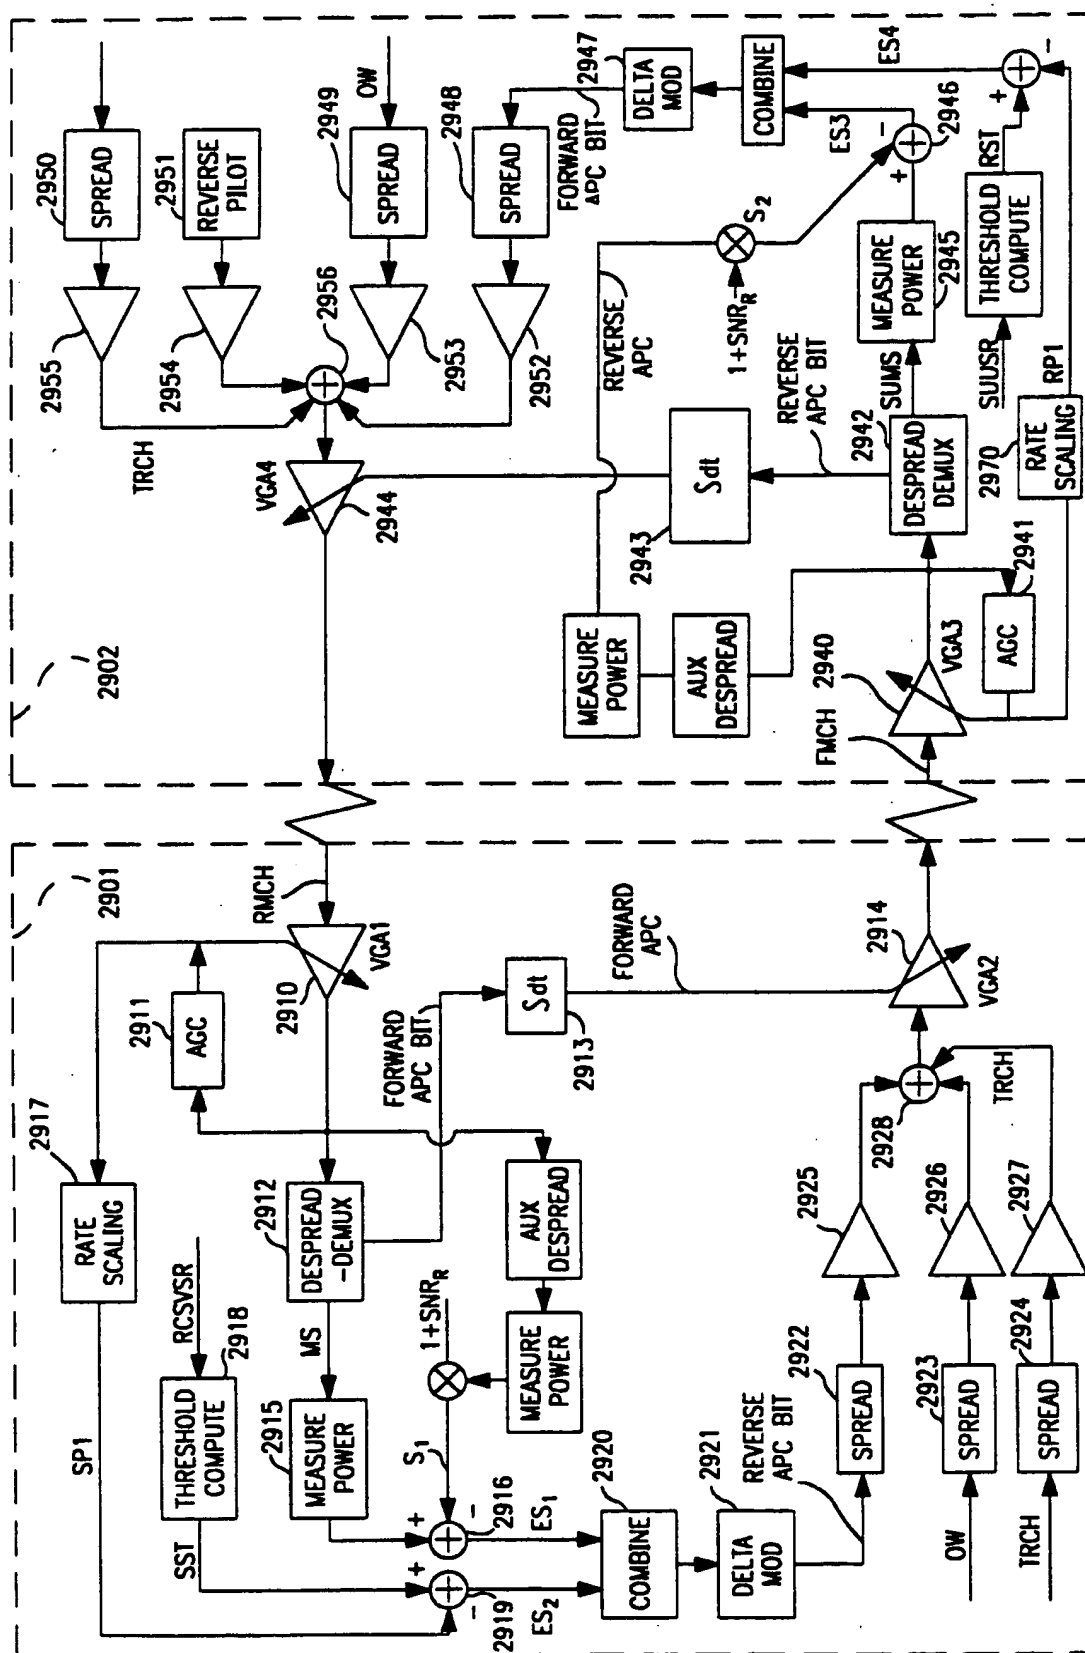 2901
2917
RATE
SCALING
2911
AGC
RMCH
2910
VGA1
SP1
RCSVSR
2918
THRESHOLD
COMPUTE
SST
2912
DESPREAD
-DEMUX
MS
2915
MEASURE
POWER
FORWARD
APC BIT
∫dt
2913
FORWARD
APC
2914
VGA2
AUX
DESPREAD
MEASURE
POWER
1+SNRR
S1
+
-
2916
ES1
+
-
2919
ES2
2920
COMBINE
2921
DELTA
MOD
REVERSE
APC BIT
2922
SPREAD
2925
OW
2923
SPREAD
2926
TRCH
2924
SPREAD
2927
TRCH
2928
2902
2950
SPREAD
2955
TRCH
2951
REVERSE
PILOT
2954
2956
OW
2949
SPREAD
2953
2948
SPREAD
2952
FORWARD
APC BIT
2947
DELTA
MOD
COMBINE
VGA4
2944
∫dt
2943
REVERSE
APC
REVERSE
APC BIT
MEASURE
POWER
AUX
DESPREAD
1+SNRR
S2
ES3
ES4
-
+
2946
MEASURE
POWER
2945
SUMS
2942
DESPREAD
DEMUX
FMCH
2940
VGA3
AGC
2941
SUUSR
THRESHOLD
COMPUTE
RST
+
-
2970
RATE
SCALING
RP1